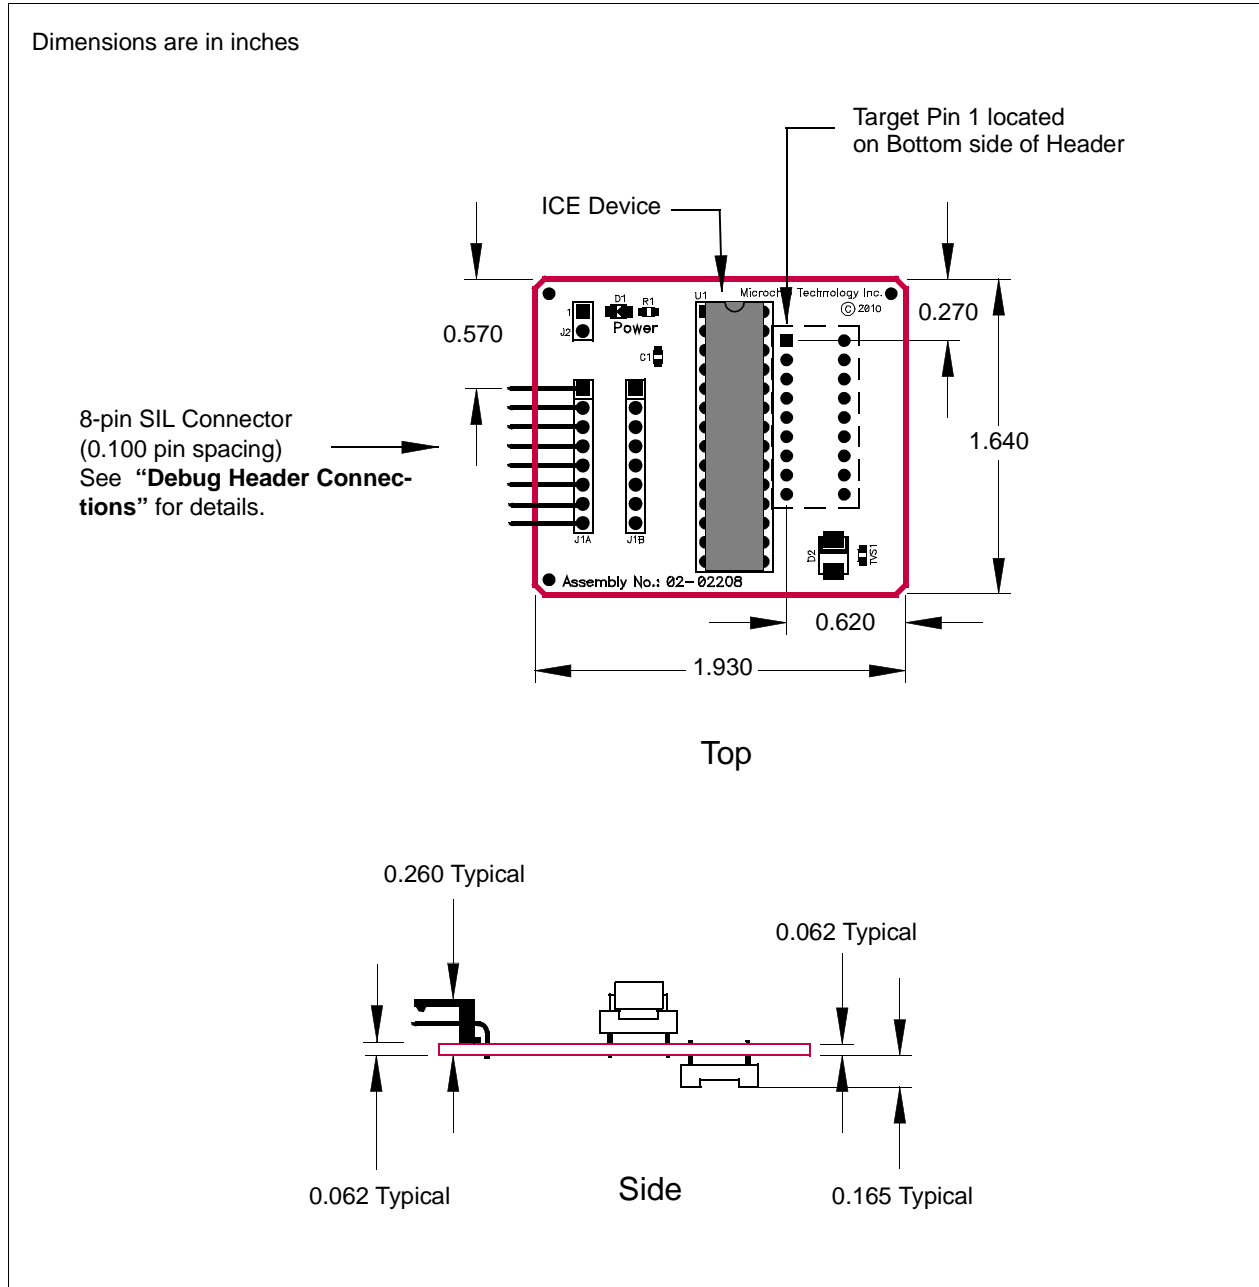 Dimensions are in inches
Target Pin 1 located
on Bottom side of Header
ICE Device
U1
Technology Inc.
© 2010
D1
R1
1
J2
Power
C1
0.570
0.270
8-pin SIL Connector
(0.100 pin spacing)
See “Debug Header Connec-
tions” for details.
1.640
J1A
J1B
D2
TVS1
Assembly No.: 02-02208
0.620
1.930
Top
0.260 Typical
0.062 Typical
0.062 Typical
Side
0.165 Typical